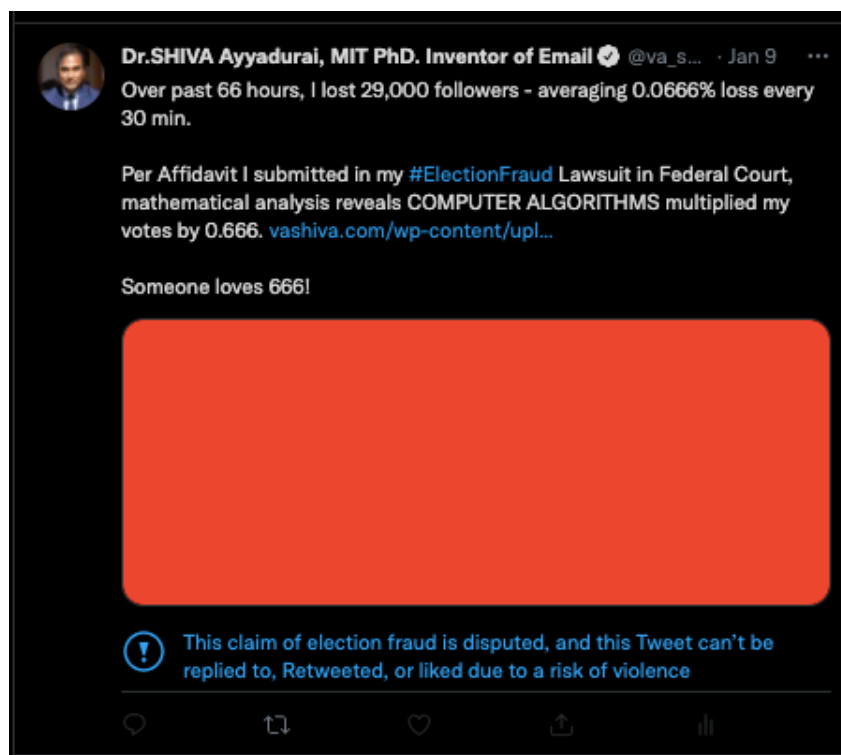 Dr.SHIVA Ayyadurai, MIT PhD. Inventor of Email @va_s... · Jan 9 ...
Over past 66 hours, I lost 29,000 followers - averaging 0.0666% loss every
30 min.
Per Affidavit I submitted in my #ElectionFraud Lawsuit in Federal Court,
mathematical analysis reveals COMPUTER ALGORITHMS multiplied my
votes by 0.666. vashiva.com/wp-content/upl...
Someone loves 666!
This claim of election fraud is disputed, and this Tweet can't be
replied to, Retweeted, or liked due to a risk of violence